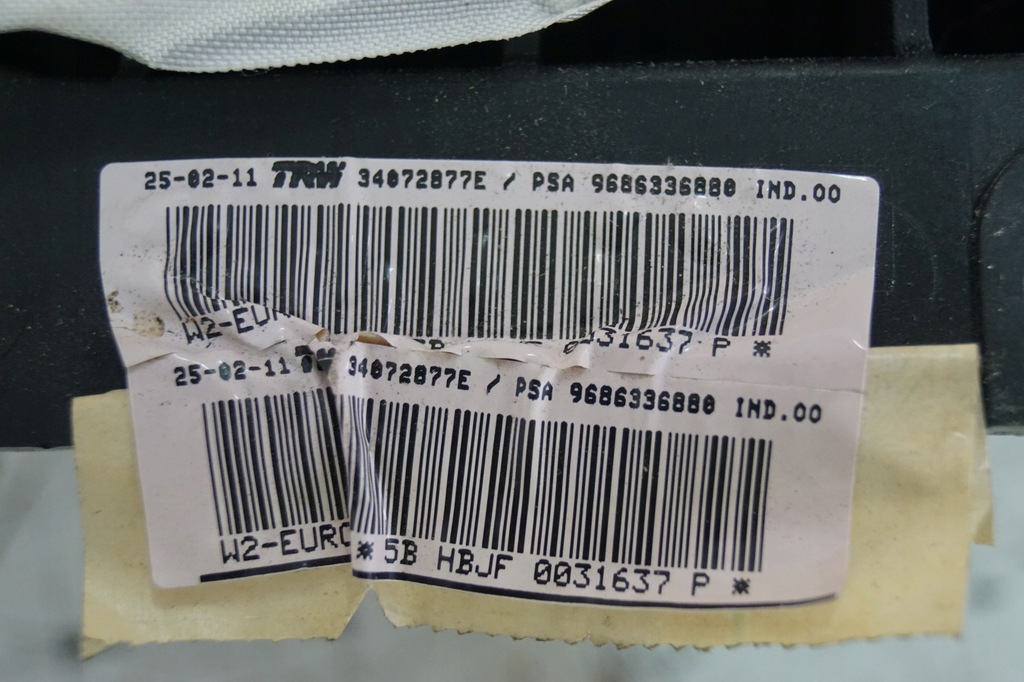 25-02-11 TRW 34072877E / PSA 9686336880 IND.00
W2-EU 0031637 P ※
25-02-11 34072877E / PSA 9686336880 IND.00
W2-EURO ※5B HBJF 0031637 P ※